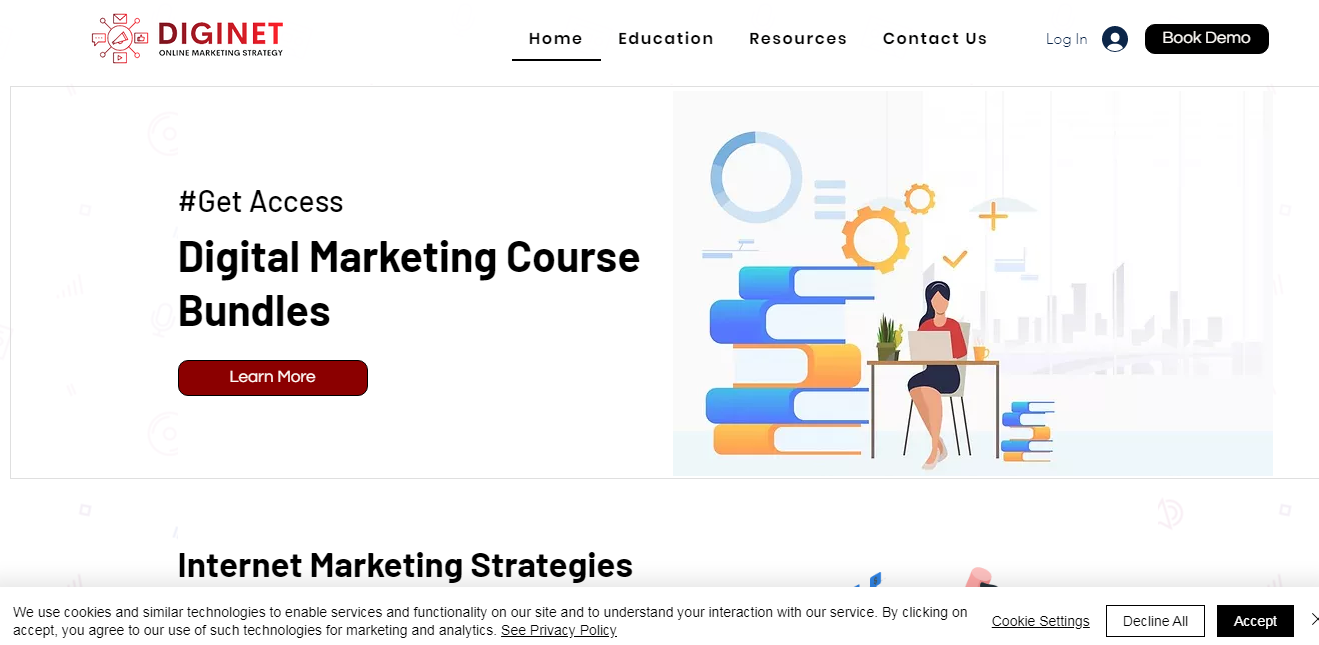 DIGINET
ONLINE MARKETING STRATEGY
Home
Education
Resources
Contact Us
Log In
Book Demo
#Get Access
Digital Marketing Course
Bundles
Learn More
Internet Marketing Strategies
We use cookies and similar technologies to enable services and functionality on our site and to understand your interaction with our service. By clicking on
accept, you agree to our use of such technologies for marketing and analytics. See Privacy Policy
Cookie Settings
Decline All
Accept